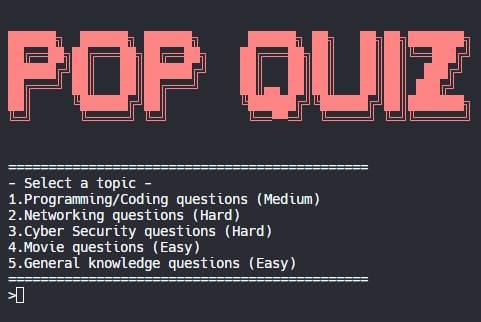 POP QUIZ
=============================================
- Select a topic -
1.Programming/Coding questions (Medium)
2.Networking questions (Hard)
3.Cyber Security questions (Hard)
4.Movie questions (Easy)
5.General knowledge questions (Easy)
=============================================
>